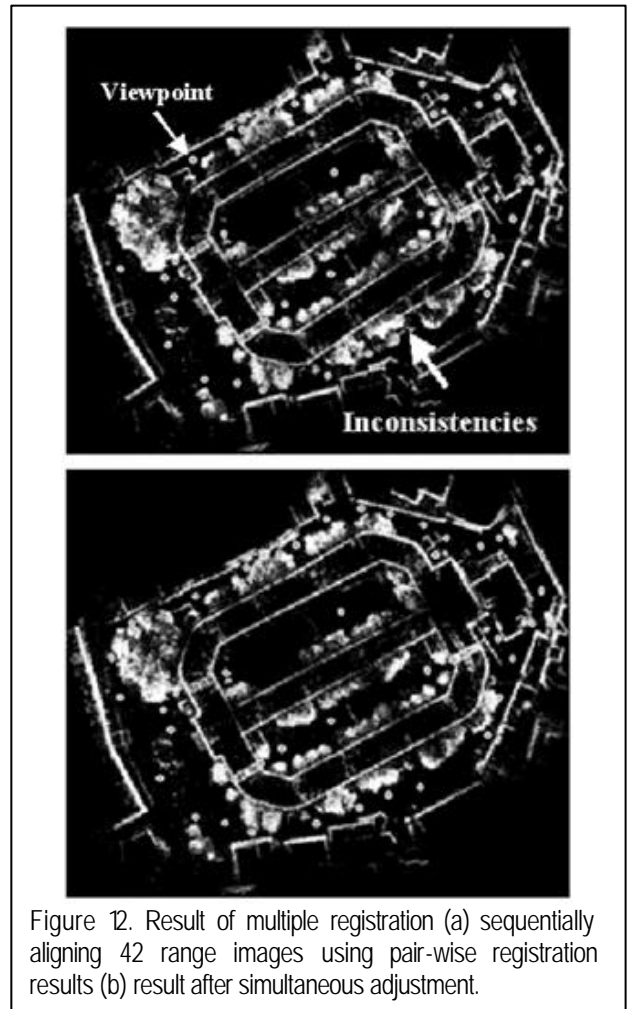 Viewpoint
Inconsistencies
Figure 12. Result of multiple registration (a) sequentially
aligning 42 range images using pair-wise registration
results (b) result after simultaneous adjustment.